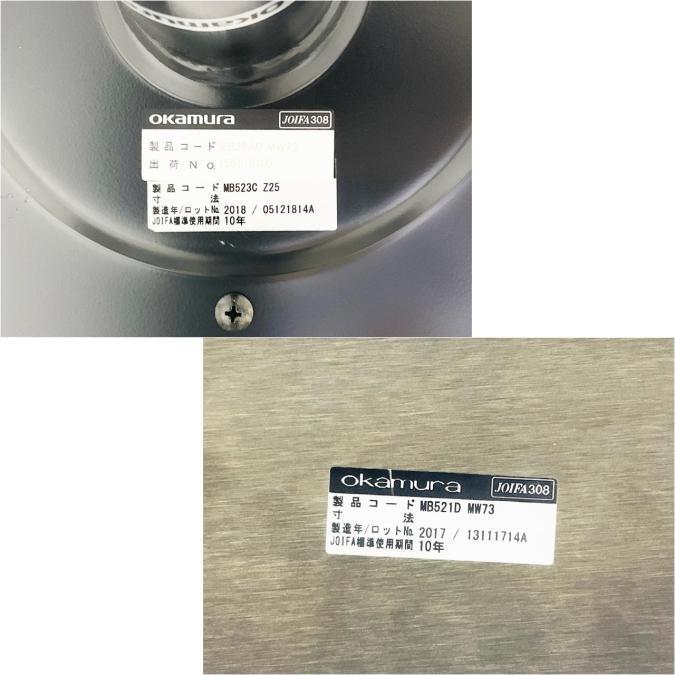 okamura
okamura JOIFA308
製品コード MB284D MW73
出荷No.
製品コード MB523C Z25
寸法
製造年/ロットNo. 2018 / 05121814A
JOIFA標準使用期間 10年
okamura JOIFA308
製品コード MB521D MW73
寸法
製造年/ロットNo. 2017 / 13111714A
JOIFA標準使用期間 10年